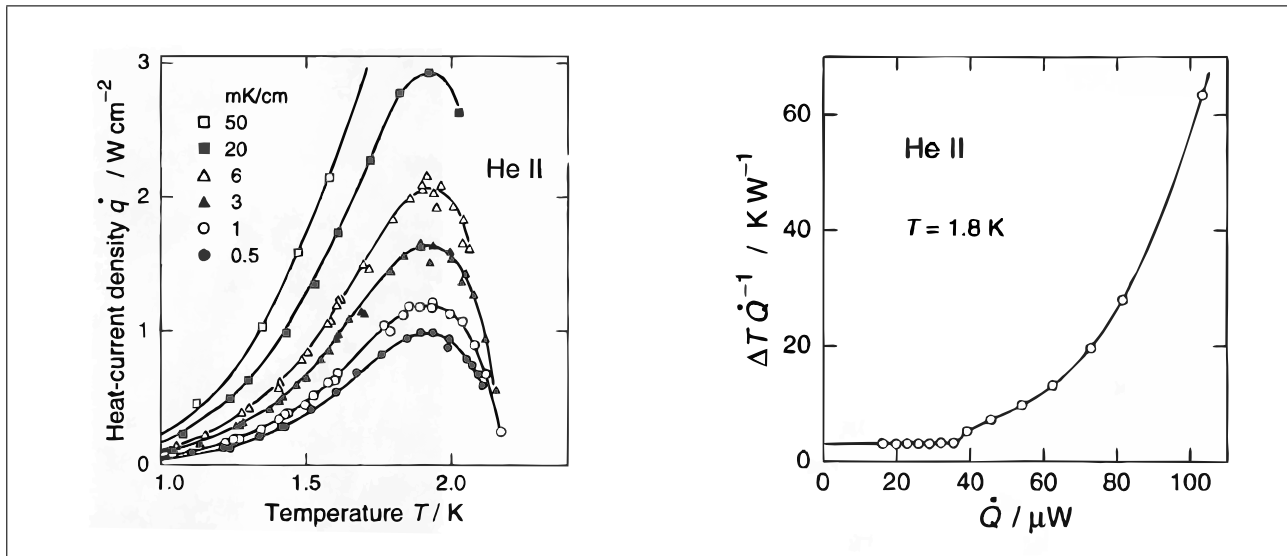 3
2
1
0
1.0
1.5
2.0
Heat-current density q̇ / W cm⁻²
Temperature T / K
mK/cm
50
20
6
3
1
0.5
He II
60
40
20
0
0
20
40
60
80
100
ΔT Q̇⁻¹ / K W⁻¹
Q̇ / μW
He II
T = 1.8 K